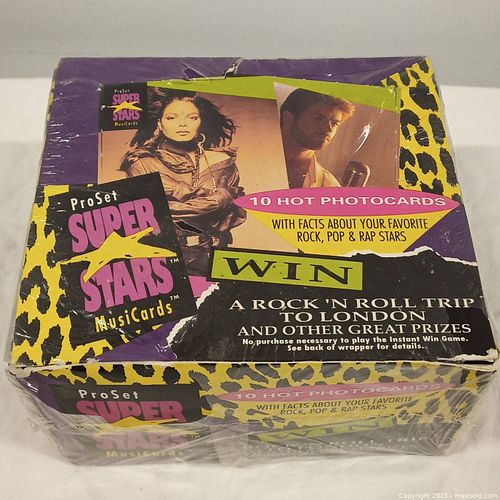 ProSet
SUPER
STARS
MusiCards
10 HOT PHOTOCARDS
WITH FACTS ABOUT YOUR FAVORITE
ROCK, POP & RAP STARS
ProSet
SUPER
STARS™
MusiCards™
WIN
A ROCK 'N ROLL TRIP
TO LONDON
AND OTHER GREAT PRIZES
No purchase necessary to play the Instant Win Game.
See back of wrapper for details.
ProSet
SUPER
STARS
MusiCards
10 HOT PHOTOCARDS
WITH FACTS ABOUT YOUR FAVORITE
ROCK, POP & RAP STARS
WIN
Copyright 2025 - maxsold.com